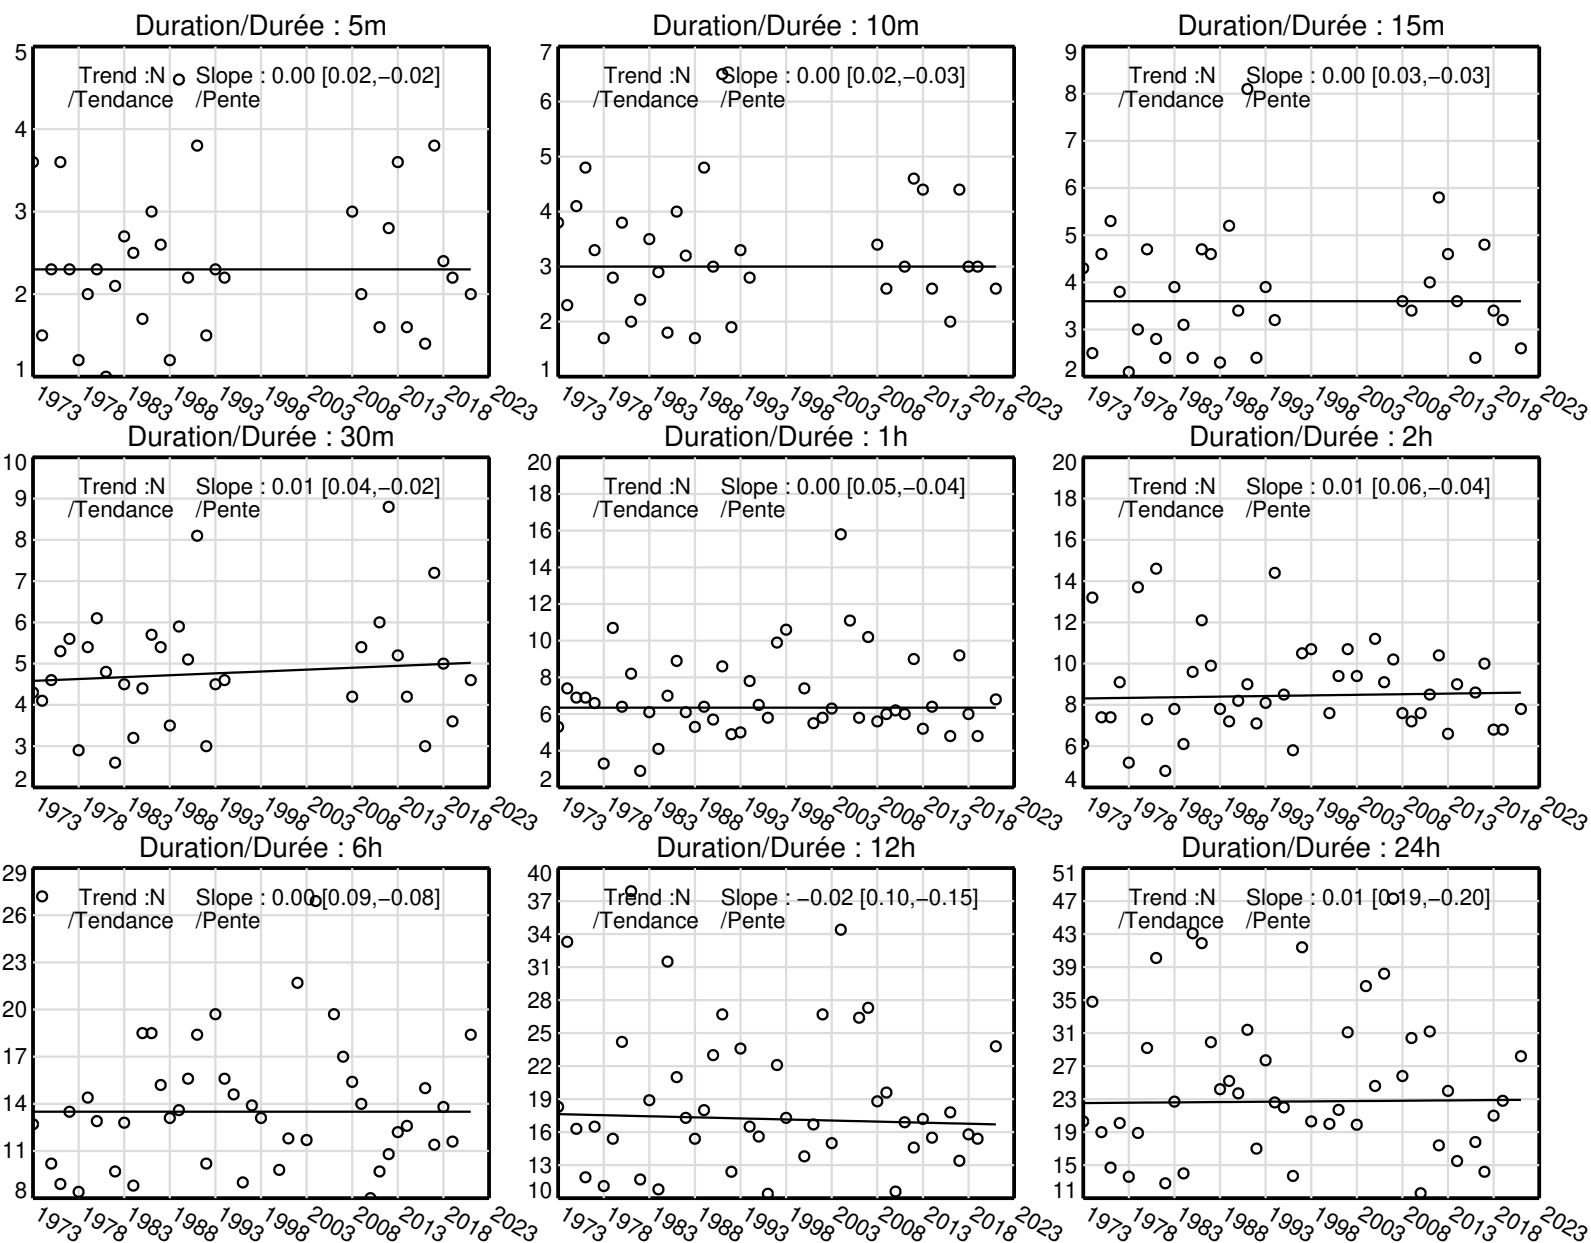 Duration/Durée : 5m
Trend :N Slope : 0.00 [0.02,−0.02]
/Tendance /Pente
5
4
3
2
1
1973 1978 1983 1988 1993 1998 2003 2008 2013 2018 2023
Duration/Durée : 10m
Trend :N Slope : 0.00 [0.02,−0.03]
/Tendance /Pente
7
6
5
4
3
2
1
1973 1978 1983 1988 1993 1998 2003 2008 2013 2018 2023
Duration/Durée : 15m
Trend :N Slope : 0.00 [0.03,−0.03]
/Tendance /Pente
9
8
7
6
5
4
3
2
1973 1978 1983 1988 1993 1998 2003 2008 2013 2018 2023
Duration/Durée : 30m
Trend :N Slope : 0.01 [0.04,−0.02]
/Tendance /Pente
10
9
8
7
6
5
4
3
2
1973 1978 1983 1988 1993 1998 2003 2008 2013 2018 2023
Duration/Durée : 1h
Trend :N Slope : 0.00 [0.05,−0.04]
/Tendance /Pente
20
18
16
14
12
10
8
6
4
2
1973 1978 1983 1988 1993 1998 2003 2008 2013 2018 2023
Duration/Durée : 2h
Trend :N Slope : 0.01 [0.06,−0.04]
/Tendance /Pente
20
18
16
14
12
10
8
6
4
1973 1978 1983 1988 1993 1998 2003 2008 2013 2018 2023
Duration/Durée : 6h
Trend :N Slope : 0.00 [0.09,−0.08]
/Tendance /Pente
29
26
23
20
17
14
11
8
1973 1978 1983 1988 1993 1998 2003 2008 2013 2018 2023
Duration/Durée : 12h
Trend :N Slope : −0.02 [0.10,−0.15]
/Tendance /Pente
40
37
34
31
28
25
22
19
16
13
10
1973 1978 1983 1988 1993 1998 2003 2008 2013 2018 2023
Duration/Durée : 24h
Trend :N Slope : 0.01 [0.19,−0.20]
/Tendance /Pente
51
47
43
39
35
31
27
23
19
15
11
1973 1978 1983 1988 1993 1998 2003 2008 2013 2018 2023